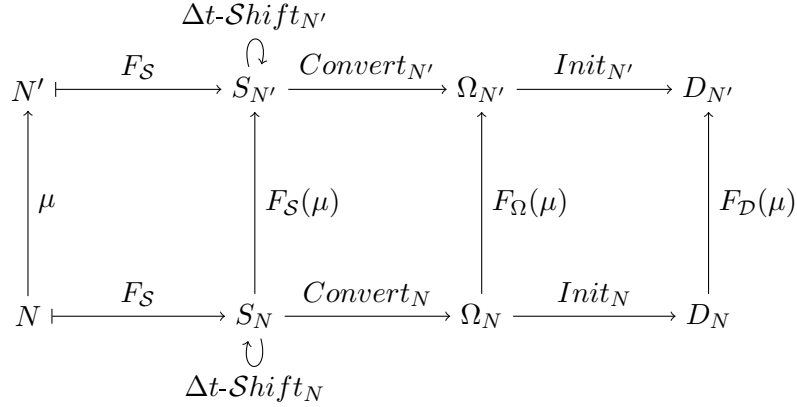 Δt-𝒮hift_{N′}
N′ F_𝒮 S_{N′} Convert_{N′} Ω_{N′} Init_{N′} D_{N′}
μ F_𝒮(μ) F_Ω(μ) F_𝒟(μ)
N F_𝒮 S_N Convert_N Ω_N Init_N D_N
Δt-𝒮hift_N